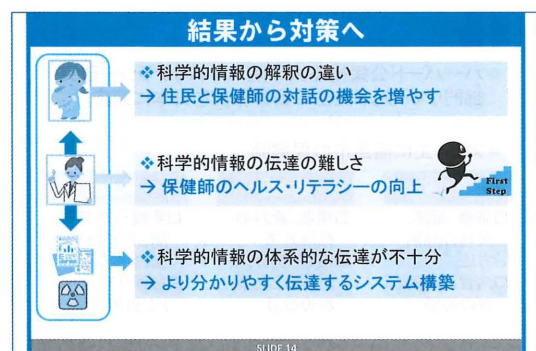 結果から対策へ
❖科学的情報の解釈の違い
→ 住民と保健師の対話の機会を増やす
❖科学的情報の伝達の難しさ
→ 保健師のヘルス・リテラシーの向上
First
Step
❖科学的情報の体系的な伝達が不十分
→ より分かりやすく伝達するシステム構築
SLIDE 14